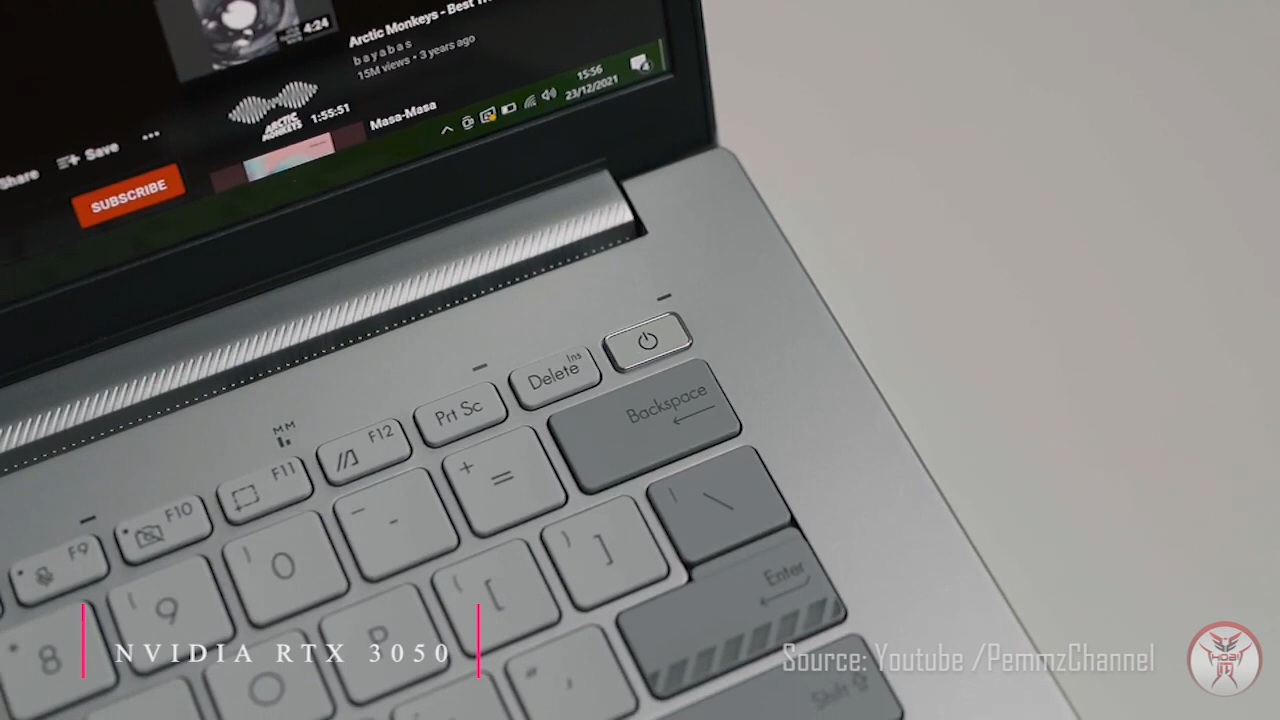 4:24
Arctic Monkeys - Best
bayabas
15M views • 3 years ago
ARCTIC
MONKEYS
1:55:51
Masa-Masa
Share
Save
SUBSCRIBE
15:56
23/12/2021
4
Delete
Ins
Prt Sc
Backspace
F12
F11
F10
F9
+
=
-
0
9
8
]
[
P
O
\
Enter
Shift
NVIDIA RTX 3050
Source: Youtube /PemmzChannel